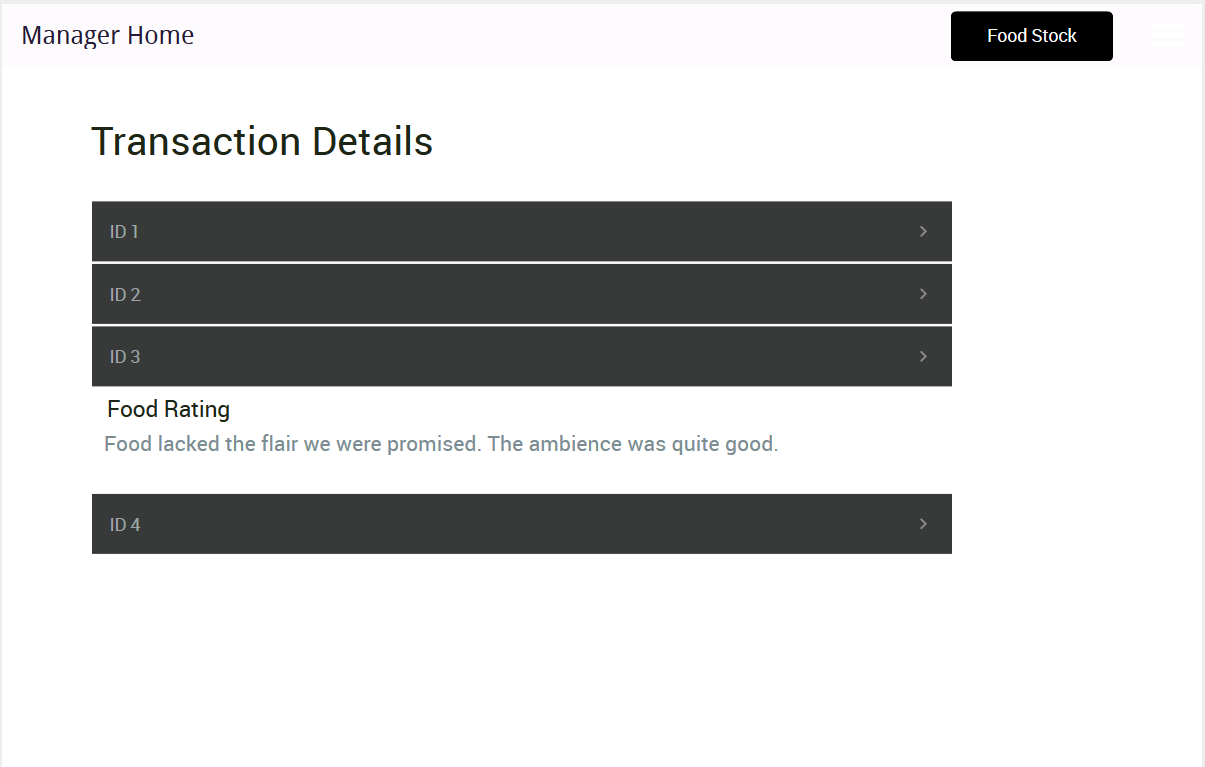 Manager Home
Food Stock
Transaction Details
ID 1
ID 2
ID 3
Food Rating
Food lacked the flair we were promised. The ambience was quite good.
ID 4